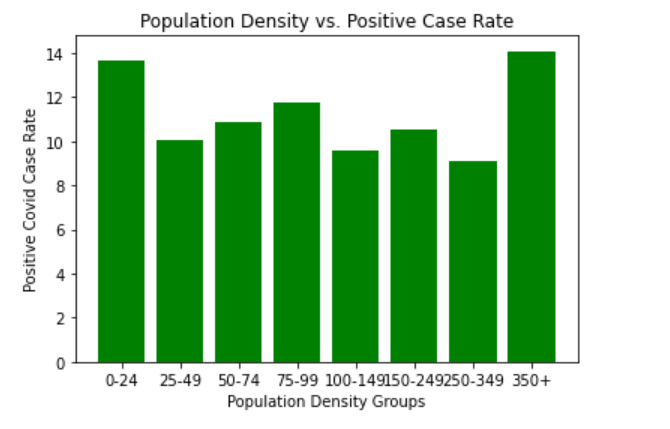 Population Density vs. Positive Case Rate
14
12
10
8
6
4
2
0
Positive Covid Case Rate
0-24 25-49 50-74 75-99 100-149 150-249 250-349 350+
Population Density Groups